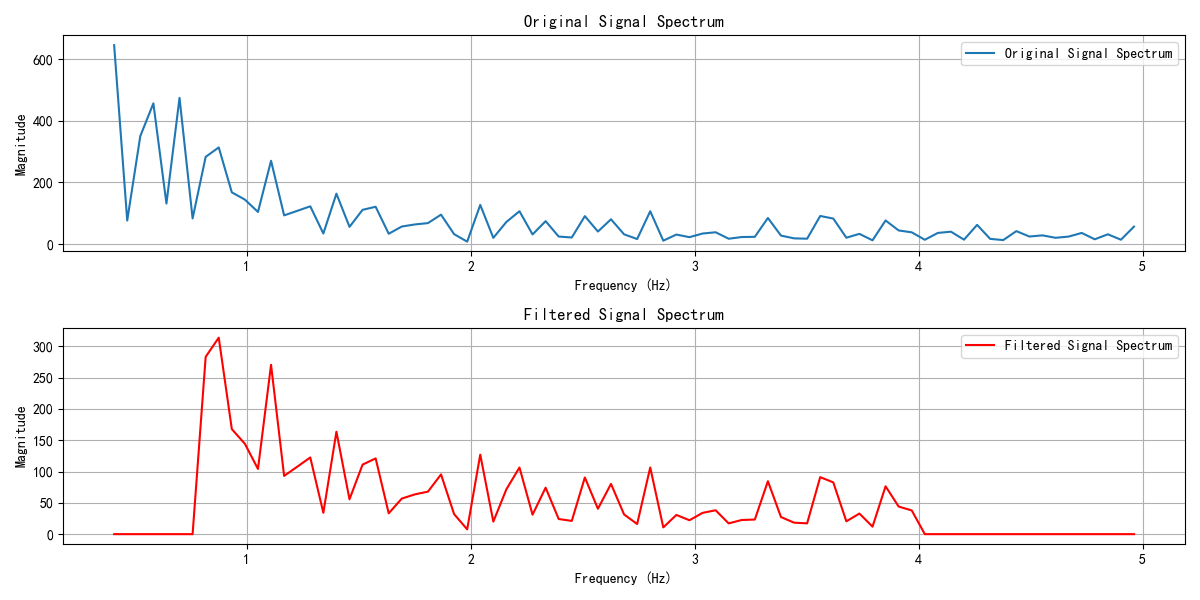 Original Signal Spectrum
Original Signal Spectrum
Magnitude
600
400
200
0
1
2
3
4
5
Frequency (Hz)
Filtered Signal Spectrum
Filtered Signal Spectrum
Magnitude
300
250
200
150
100
50
0
1
2
3
4
5
Frequency (Hz)